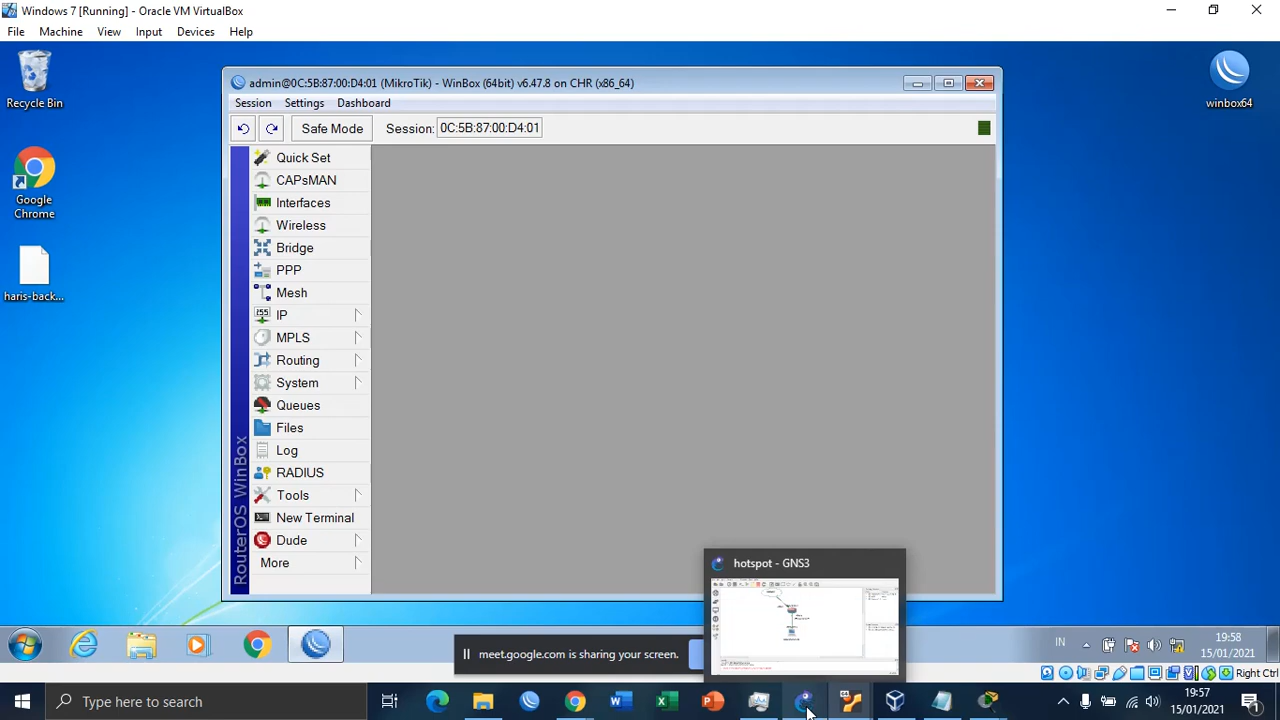 Windows 7 [Running] - Oracle VM VirtualBox
File Machine View Input Devices Help
Recycle Bin
Google
Chrome
haris-back...
winbox64
admin@0C:5B:87:00:D4:01 (MikroTik) - WinBox (64bit) v6.47.8 on CHR (x86_64)
Session Settings Dashboard
Safe Mode Session: 0C:5B:87:00:D4:01
Quick Set
CAPsMAN
Interfaces
Wireless
Bridge
PPP
Mesh
IP
MPLS
Routing
System
Queues
Files
Log
RADIUS
Tools
New Terminal
Dude
More
RouterOS WinBox
hotspot - GNS3
meet.google.com is sharing your screen.
IN
19:58
15/01/2021
Right Ctrl
Type here to search
19:57
15/01/2021
1